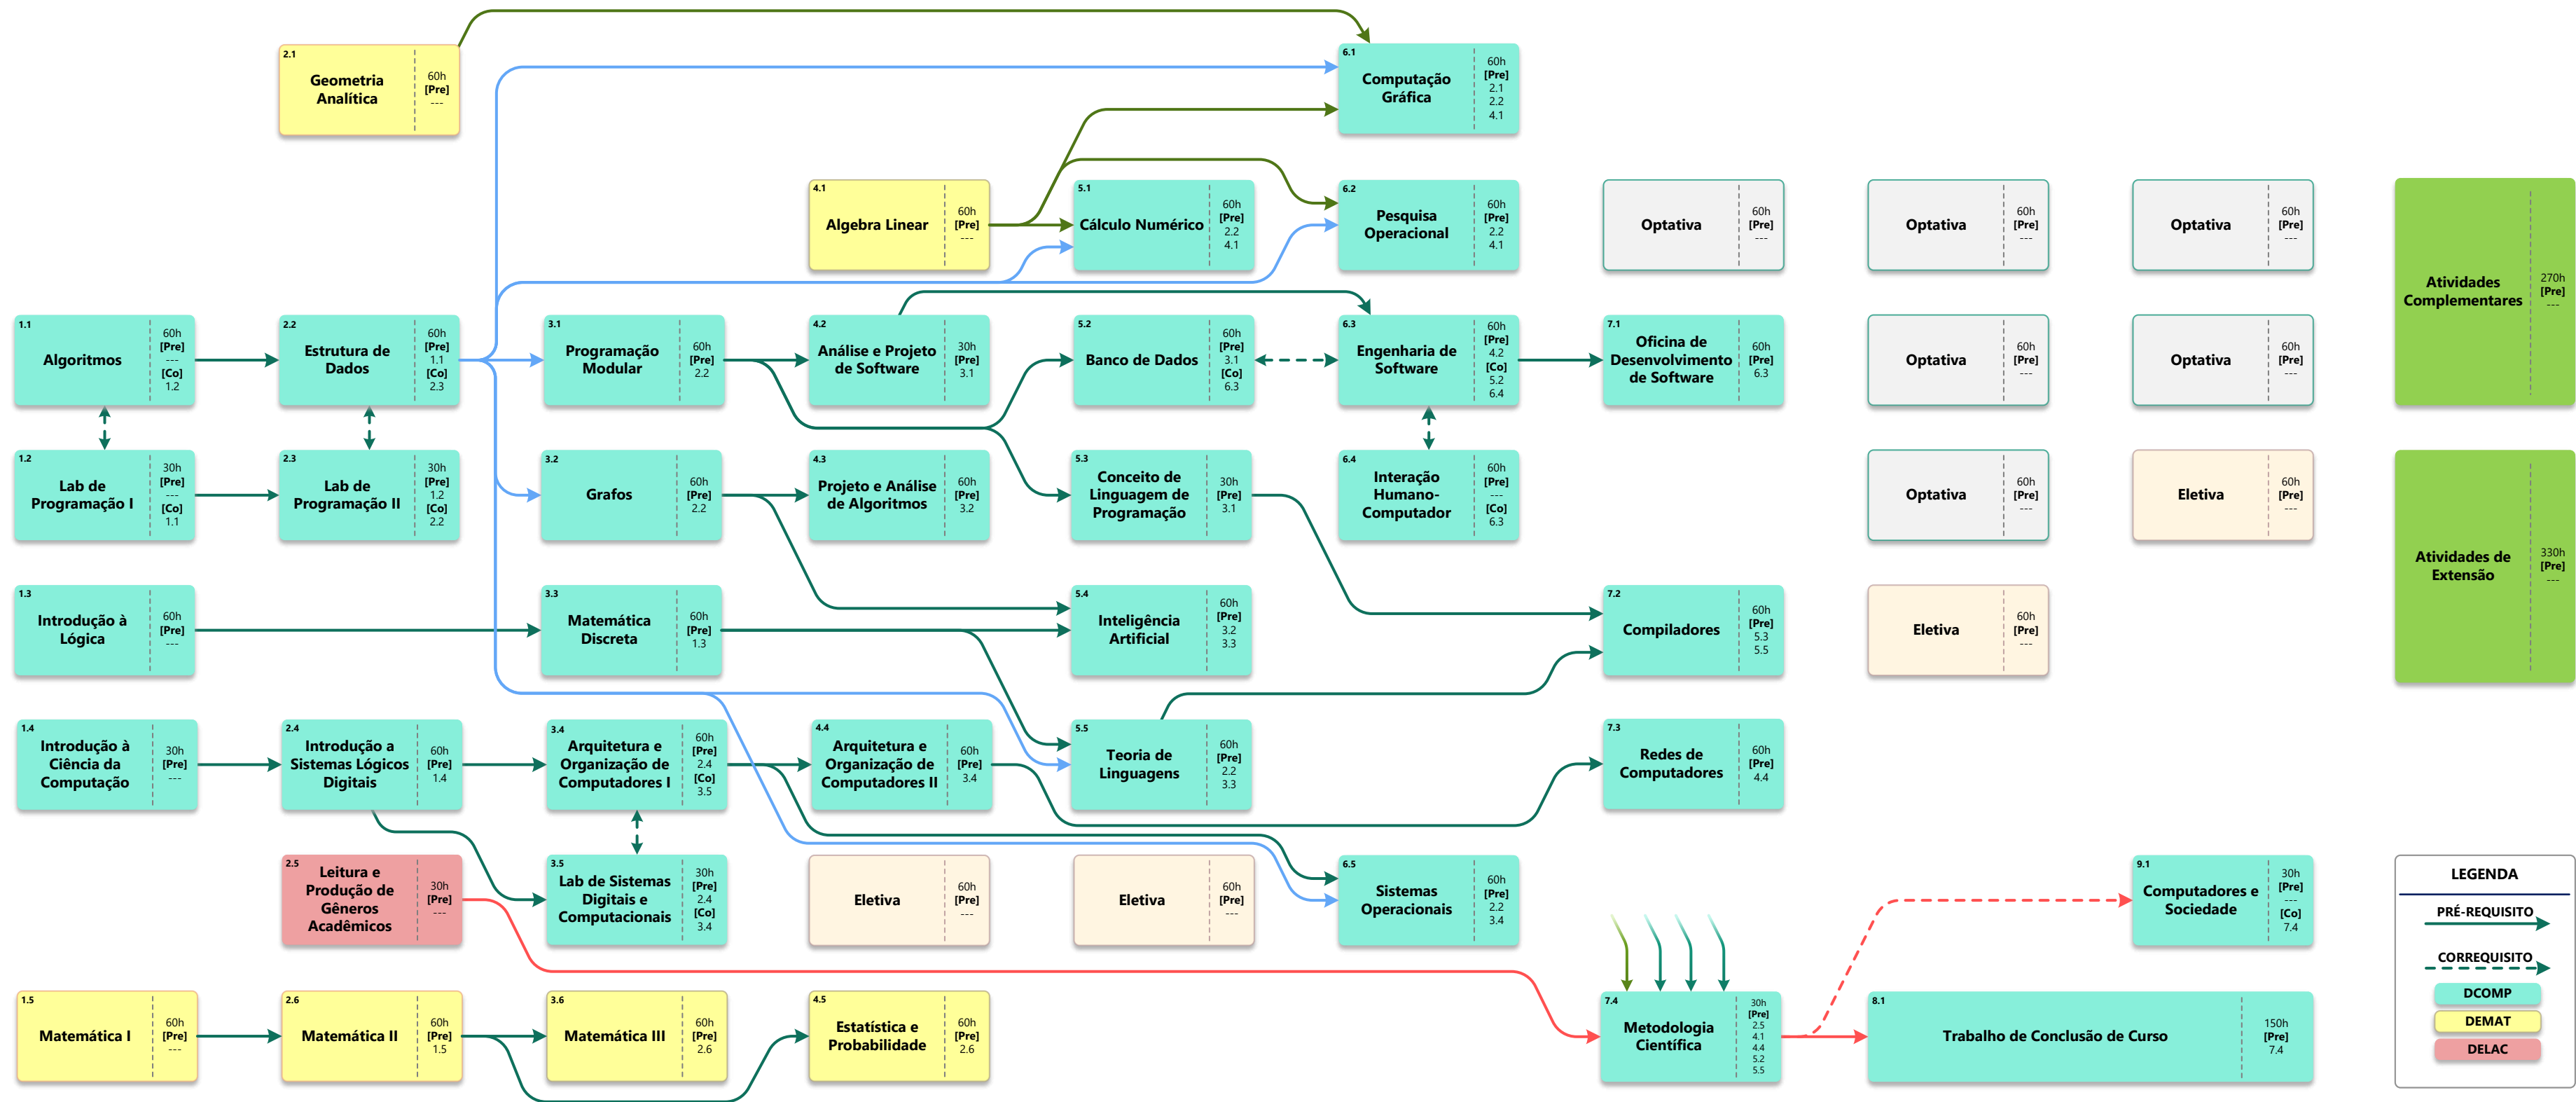 2.1
Geometria
Analítica
60h
[Pre]
---
6.1
Computação
Gráfica
60h
[Pre]
2.1
2.2
4.1
4.1
Algebra Linear
60h
[Pre]
---
5.1
Cálculo Numérico
60h
[Pre]
2.2
4.1
6.2
Pesquisa
Operacional
60h
[Pre]
2.2
4.1
Optativa
60h
[Pre]
---
Optativa
60h
[Pre]
---
Optativa
60h
[Pre]
---
Atividades
Complementares
270h
[Pre]
---
1.1
Algoritmos
60h
[Pre]
---
[Co]
1.2
2.2
Estrutura de
Dados
60h
[Pre]
1.1
[Co]
2.3
3.1
Programação
Modular
60h
[Pre]
2.2
4.2
Análise e Projeto
de Software
30h
[Pre]
3.1
5.2
Banco de Dados
60h
[Pre]
3.1
[Co]
6.3
6.3
Engenharia de
Software
60h
[Pre]
4.2
[Co]
5.2
6.4
7.1
Oficina de
Desenvolvimento
de Software
60h
[Pre]
6.3
Optativa
60h
[Pre]
---
Optativa
60h
[Pre]
---
1.2
Lab de
Programação I
30h
[Pre]
---
[Co]
1.1
2.3
Lab de
Programação II
30h
[Pre]
1.2
[Co]
2.2
3.2
Grafos
60h
[Pre]
2.2
4.3
Projeto e Análise
de Algoritmos
60h
[Pre]
3.2
5.3
Conceito de
Linguagem de
Programação
30h
[Pre]
3.1
6.4
Interação
Humano-
Computador
60h
[Pre]
---
[Co]
6.3
Optativa
60h
[Pre]
---
Eletiva
60h
[Pre]
---
Atividades de
Extensão
330h
[Pre]
---
1.3
Introdução à
Lógica
60h
[Pre]
---
3.3
Matemática
Discreta
60h
[Pre]
1.3
5.4
Inteligência
Artificial
60h
[Pre]
3.2
3.3
7.2
Compiladores
60h
[Pre]
5.3
5.5
Eletiva
60h
[Pre]
---
1.4
Introdução à
Ciência da
Computação
30h
[Pre]
---
2.4
Introdução a
Sistemas Lógicos
Digitais
60h
[Pre]
1.4
3.4
Arquitetura e
Organização de
Computadores I
60h
[Pre]
2.4
[Co]
3.5
4.4
Arquitetura e
Organização de
Computadores II
60h
[Pre]
3.4
5.5
Teoria de
Linguagens
60h
[Pre]
2.2
3.3
7.3
Redes de
Computadores
60h
[Pre]
4.4
2.5
Leitura e
Produção de
Gêneros
Acadêmicos
30h
[Pre]
---
3.5
Lab de Sistemas
Digitais e
Computacionais
30h
[Pre]
2.4
[Co]
3.4
Eletiva
60h
[Pre]
---
Eletiva
60h
[Pre]
---
6.5
Sistemas
Operacionais
60h
[Pre]
2.2
3.4
9.1
Computadores e
Sociedade
30h
[Pre]
---
[Co]
7.4
1.5
Matemática I
60h
[Pre]
---
2.6
Matemática II
60h
[Pre]
1.5
3.6
Matemática III
60h
[Pre]
2.6
4.5
Estatística e
Probabilidade
60h
[Pre]
2.6
7.4
Metodologia
Científica
30h
[Pre]
2.5
4.1
4.4
5.2
5.5
8.1
Trabalho de Conclusão de Curso
150h
[Pre]
7.4
LEGENDA
PRÉ-REQUISITO
CORREQUISITO
DCOMP
DEMAT
DELAC